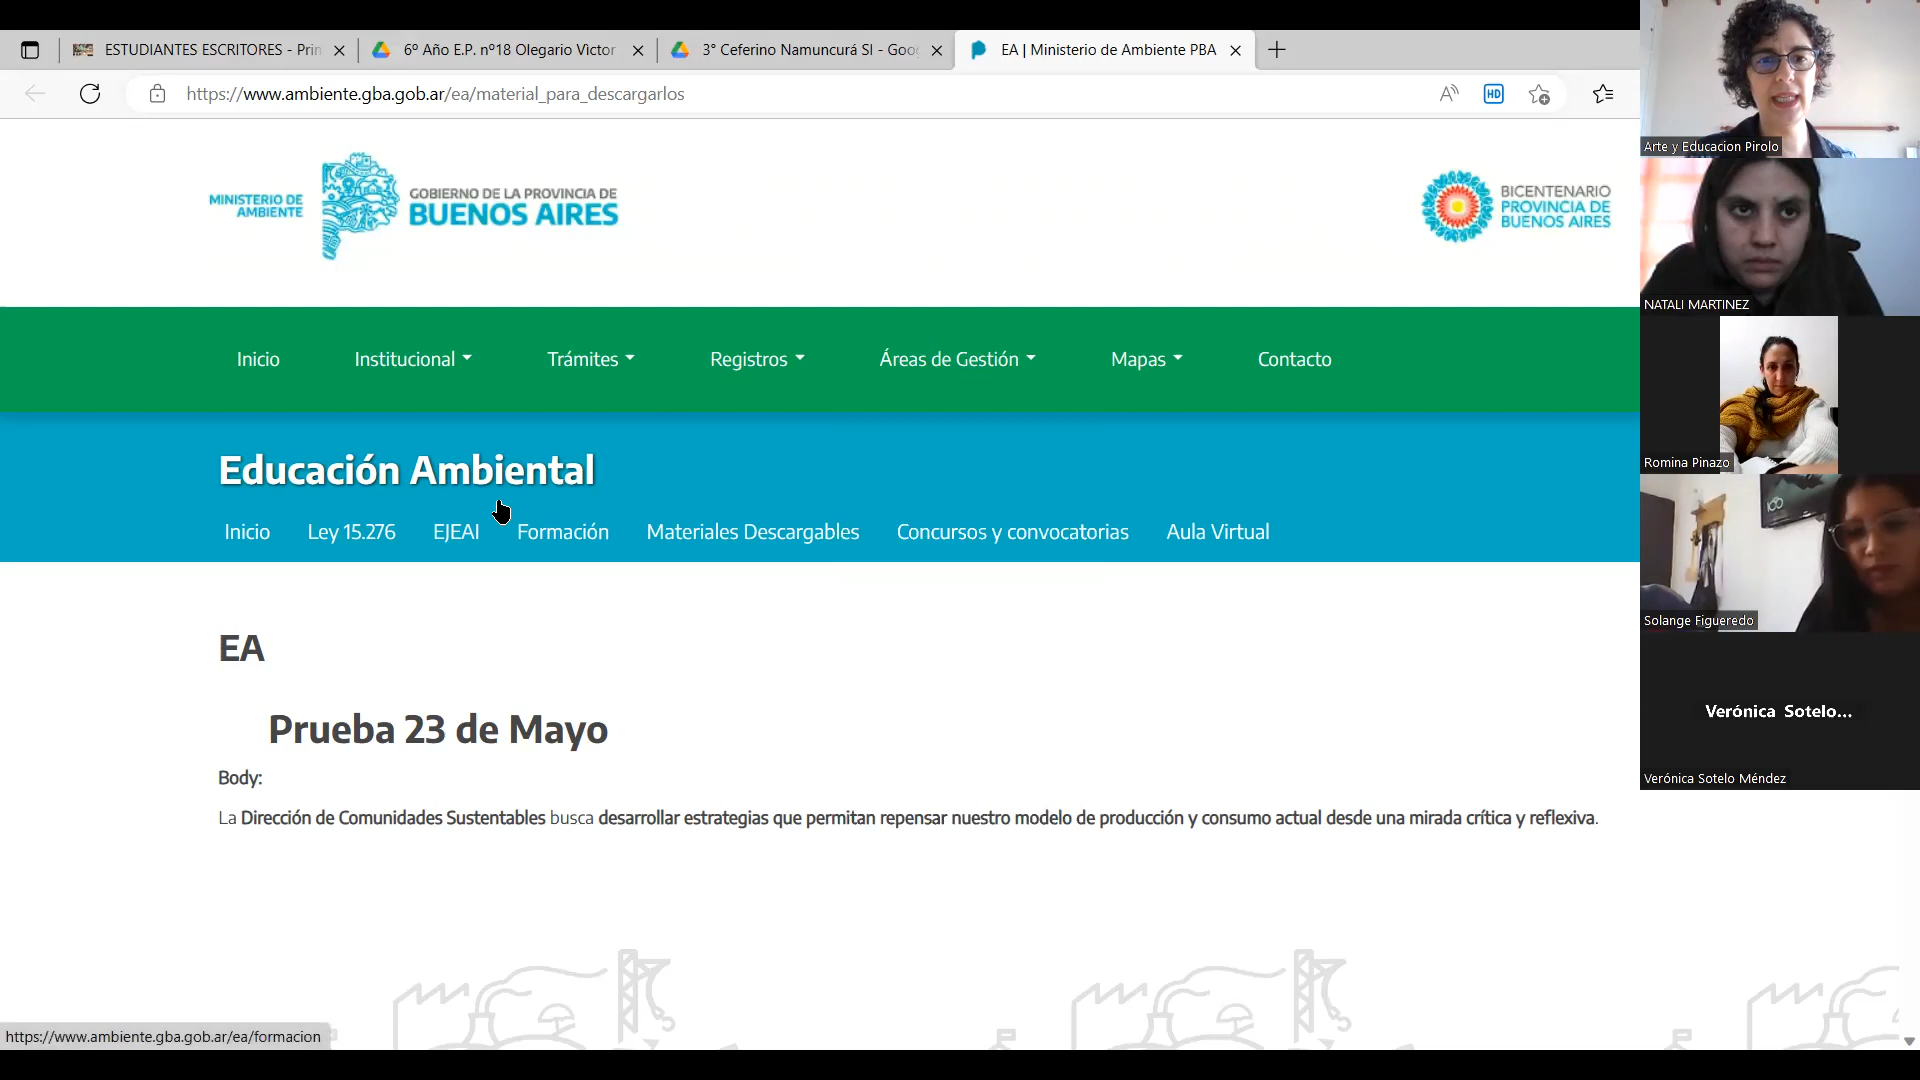 ESTUDIANTES ESCRITORES - Prin
6º Año E.P. nº18 Olegario Victor
3° Ceferino Namuncurá SI - Goog
EA | Ministerio de Ambiente PBA
https://www.ambiente.gba.gob.ar/ea/material_para_descargarlos
HD
MINISTERIO DE
AMBIENTE
GOBIERNO DE LA PROVINCIA DE
BUENOS AIRES
BICENTENARIO
PROVINCIA DE
BUENOS AIRES
Inicio
Institucional
Trámites
Registros
Áreas de Gestión
Mapas
Contacto
Educación Ambiental
Inicio
Ley 15.276
EJEAI
Formación
Materiales Descargables
Concursos y convocatorias
Aula Virtual
EA
Prueba 23 de Mayo
Body:
La Dirección de Comunidades Sustentables busca desarrollar estrategias que permitan repensar nuestro modelo de producción y consumo actual desde una mirada crítica y reflexiva.
https://www.ambiente.gba.gob.ar/ea/formacion
Arte y Educacion Pirolo
NATALI MARTINEZ
Romina Pinazo
Solange Figueredo
Verónica Sotelo...
Verónica Sotelo Méndez